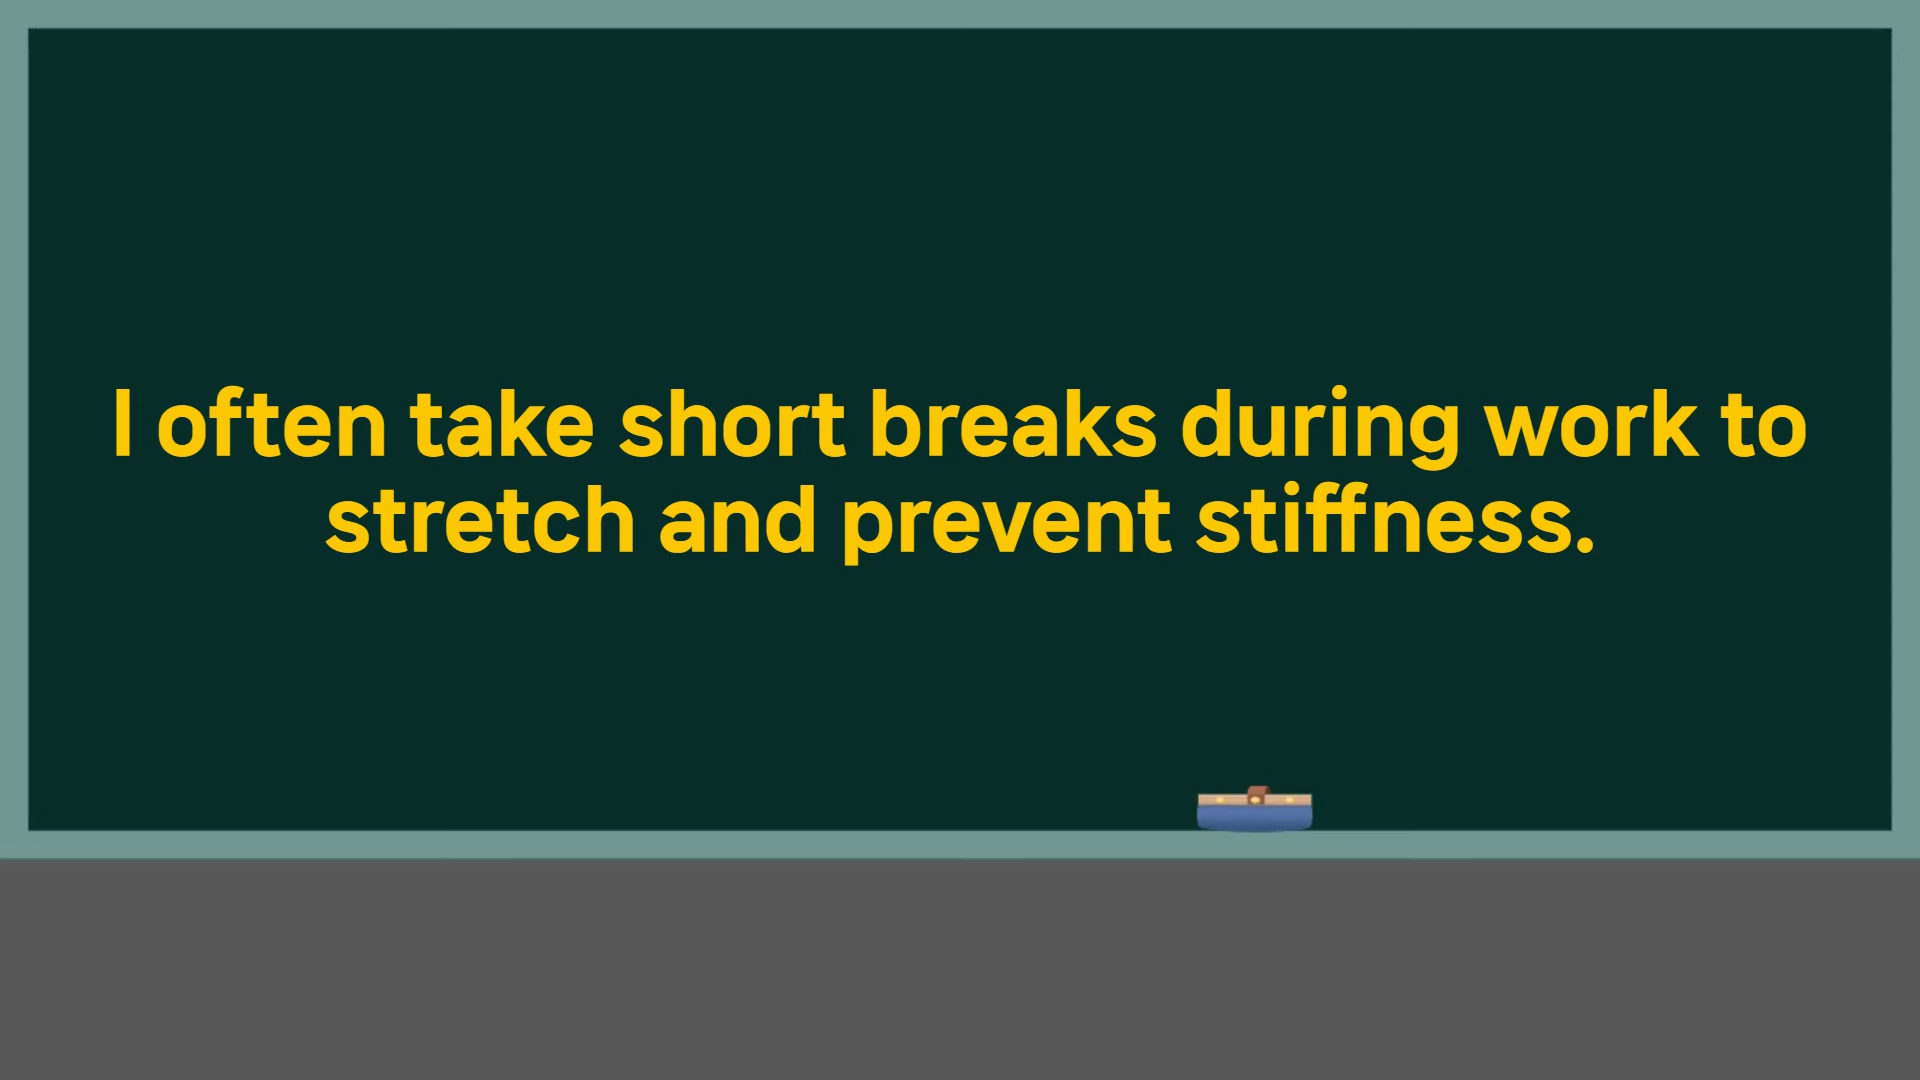 I often take short breaks during work to
stretch and prevent stiffness.